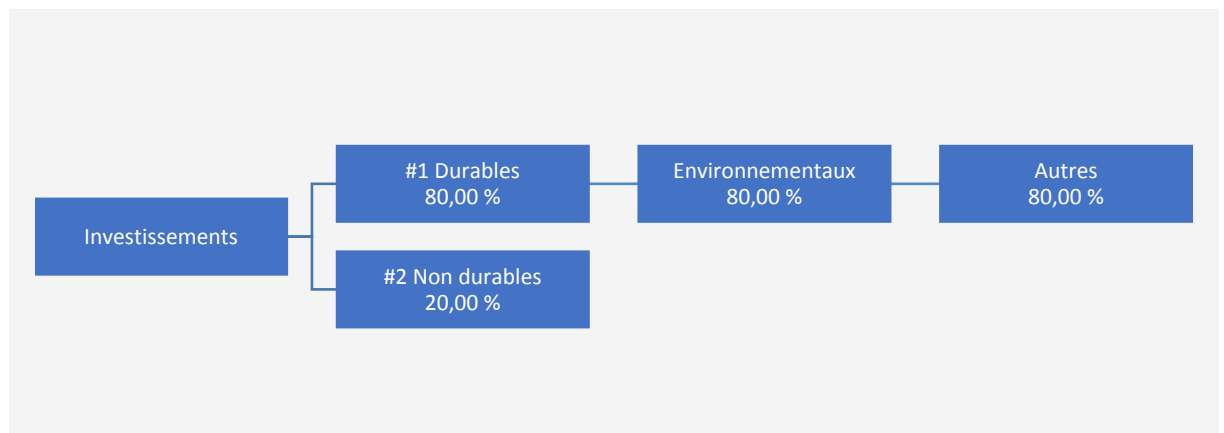 Investissements
#1 Durables
80,00 %
Environnementaux
80,00 %
Autres
80,00 %
#2 Non durables
20,00 %